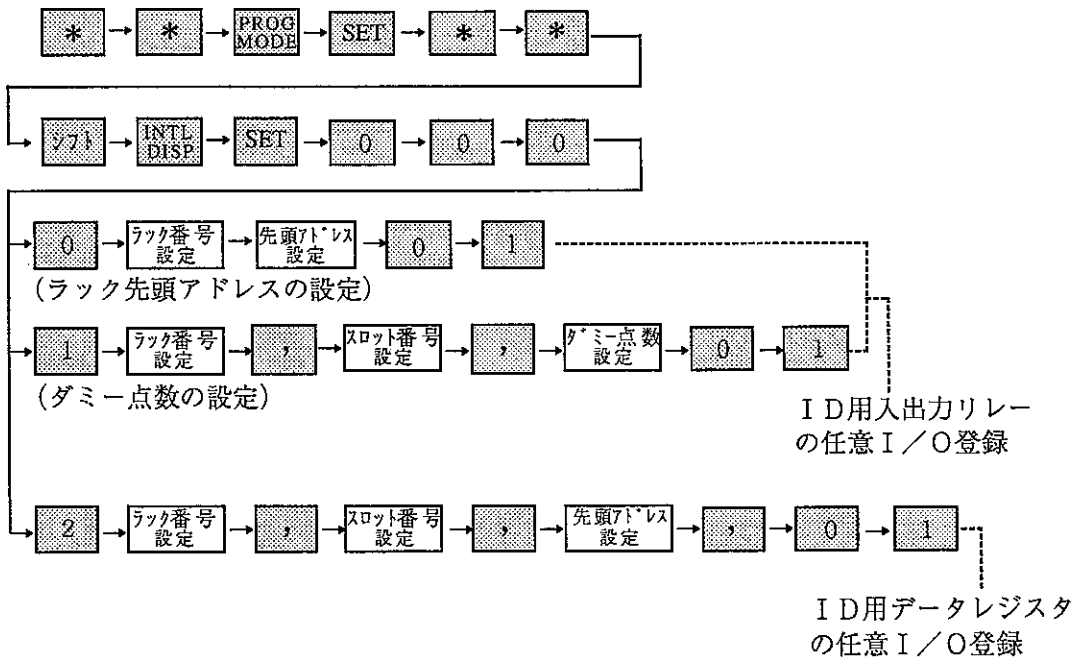 * * PROG MODE SET * *
シフト INTL DISP SET 0 0 0
0 ラック番号設定 先頭アドレス設定 0 1
(ラック先頭アドレスの設定)
1 ラック番号設定 , スロット番号設定 , ダミー点数設定 0 1
(ダミー点数の設定)
ID用入出力リレー
の任意I/O登録
2 ラック番号設定 , スロット番号設定 , 先頭アドレス設定 , 0 1
ID用データレジスタ
の任意I/O登録